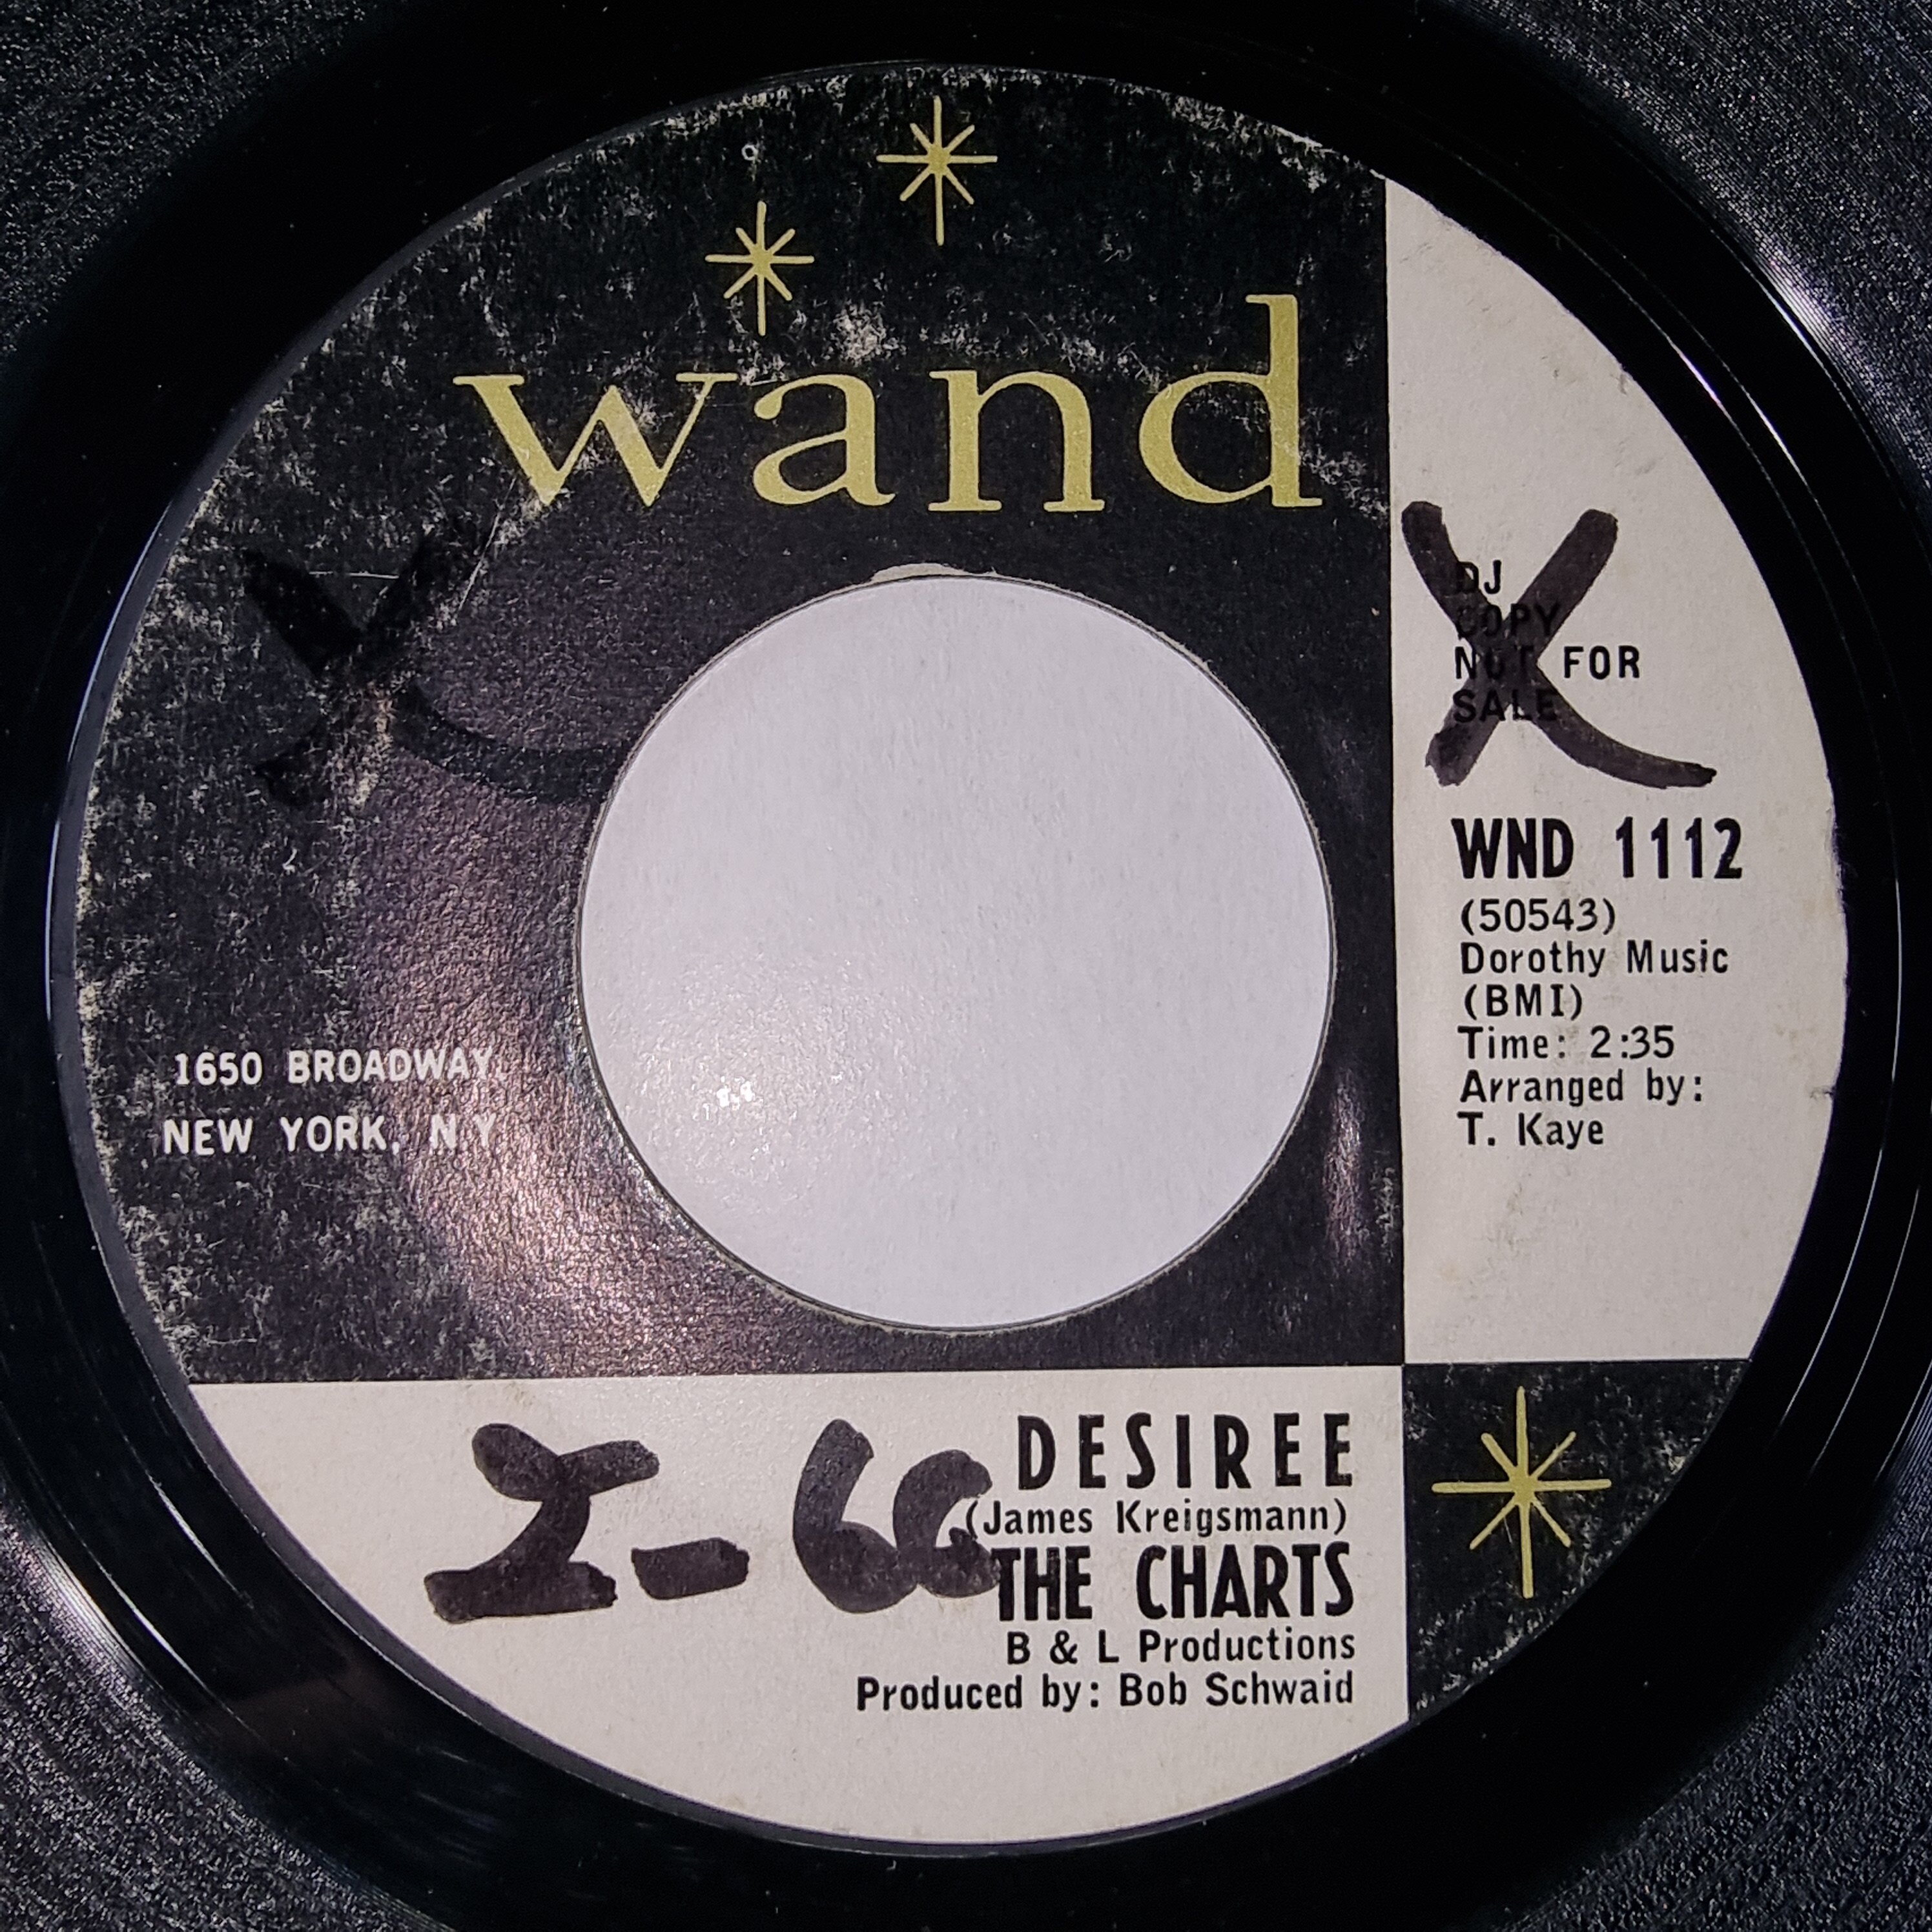 wand
DJ
COPY
NOT FOR
SALE
WND 1112
(50543)
Dorothy Music
(BMI)
Time: 2:35
Arranged by:
T. Kaye
1650 BROADWAY
NEW YORK, N.Y.
X
X
I-66
DESIREE
(James Kreigsmann)
THE CHARTS
B & L Productions
Produced by: Bob Schwaid